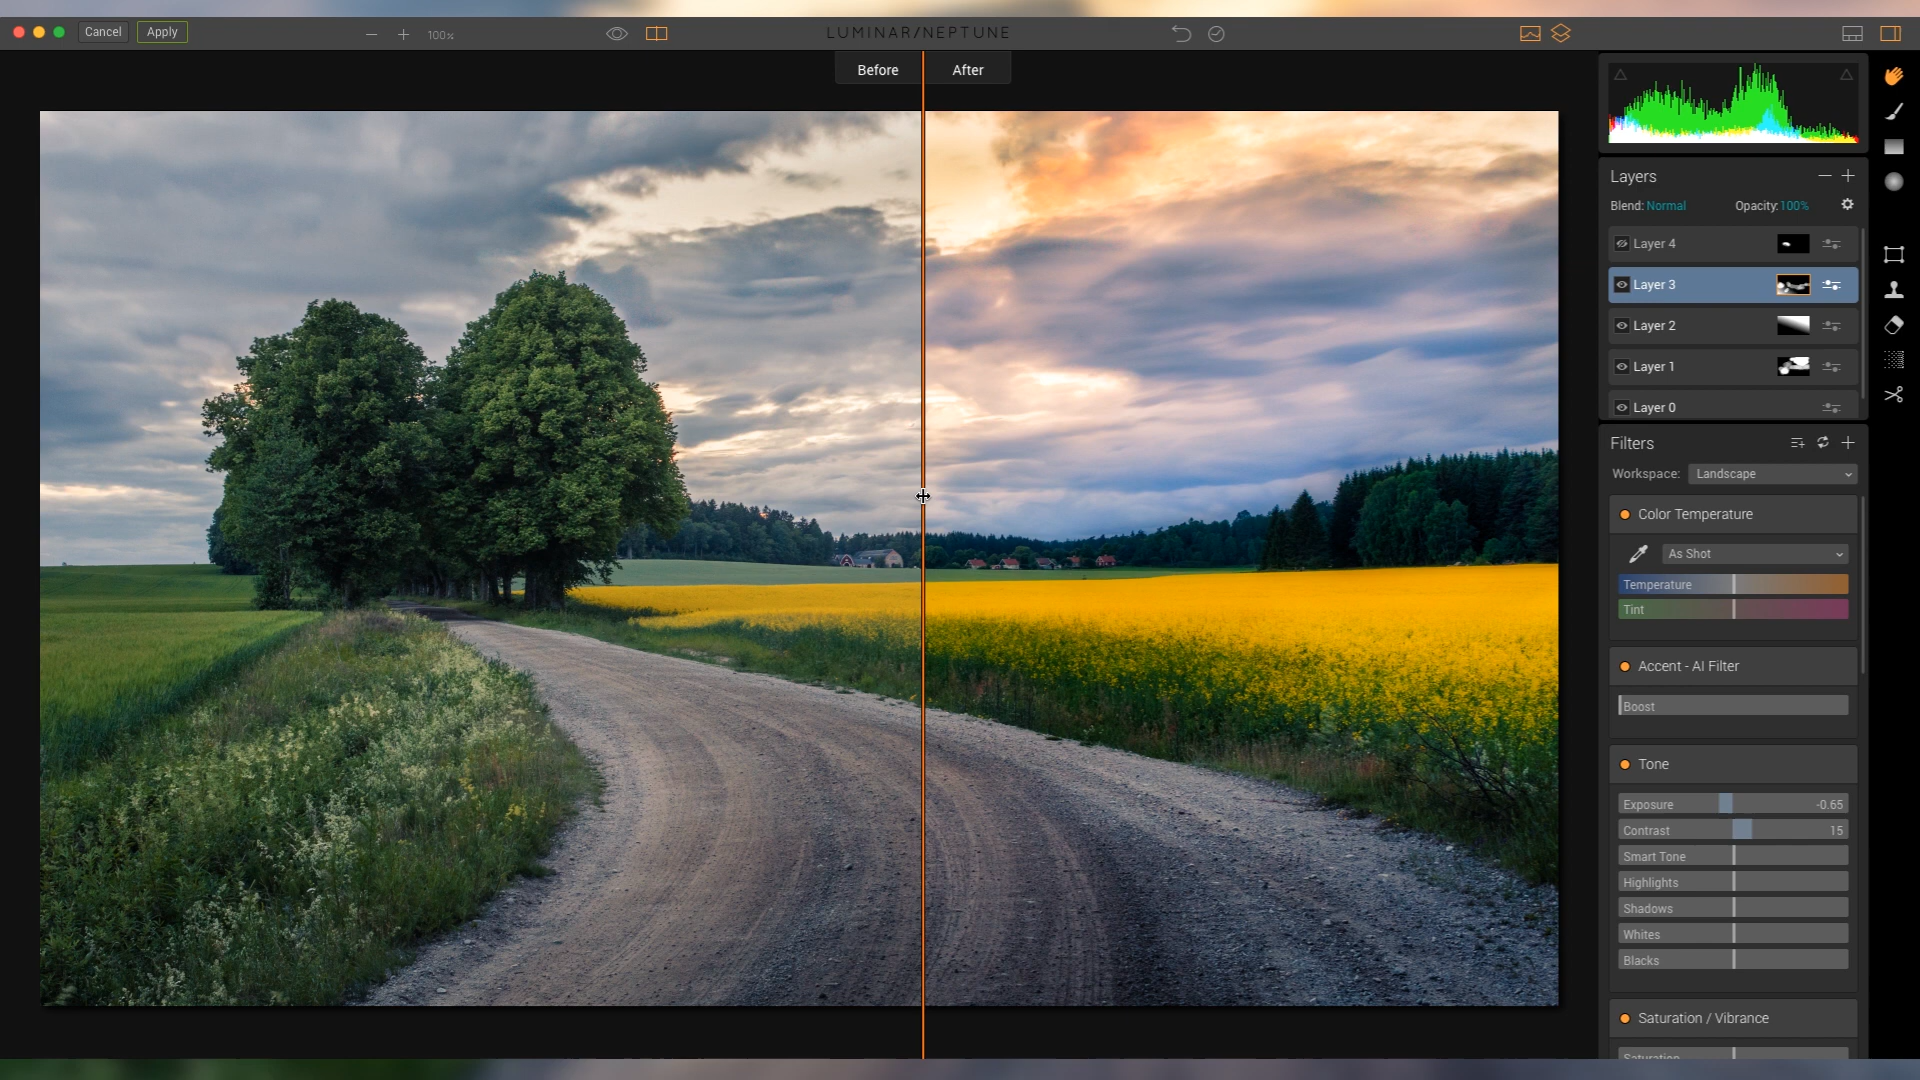 Cancel Apply 100% LUMINAR/NEPTUNE
Before After
Layers
Blend: Normal Opacity: 100%
Layer 4
Layer 3
Layer 2
Layer 1
Layer 0
Filters
Workspace: Landscape
Color Temperature
As Shot
Temperature
Tint
Accent - AI Filter
Boost
Tone
Exposure -0.65
Contrast 15
Smart Tone
Highlights
Shadows
Whites
Blacks
Saturation / Vibrance
Saturation